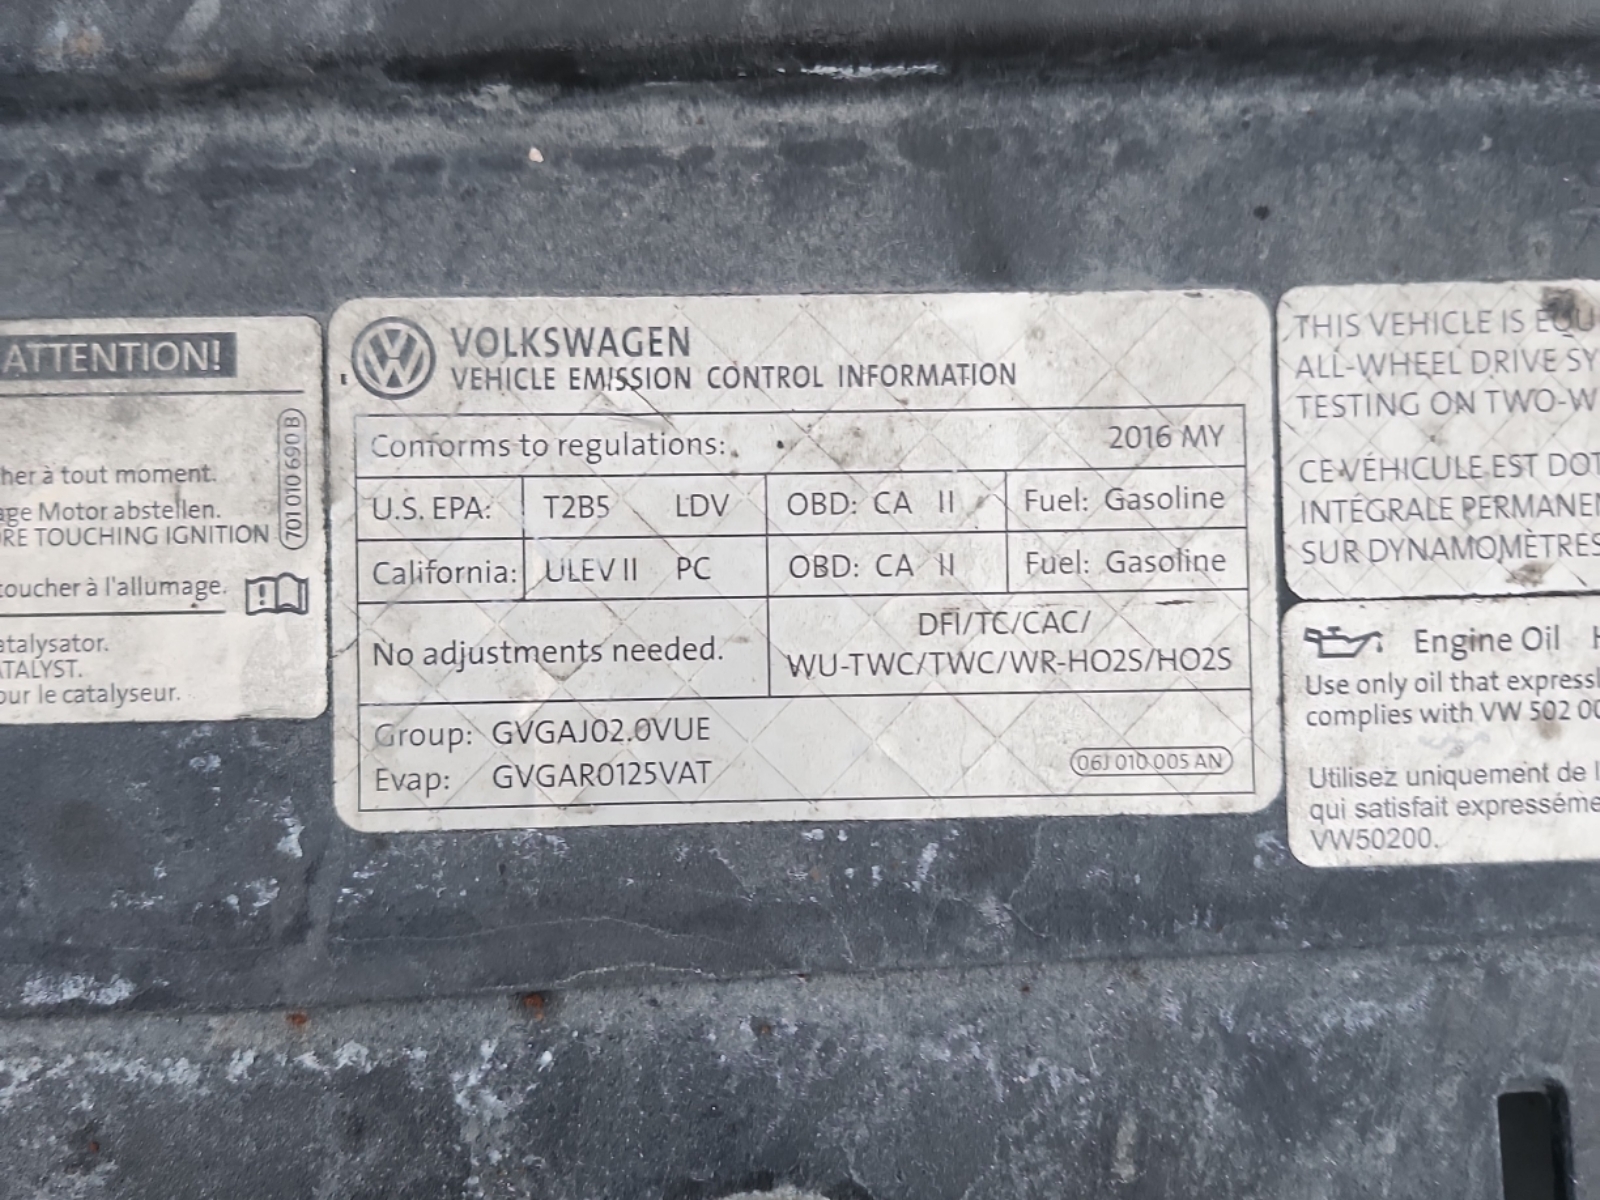 ATTENTION!
her à tout moment.
age Motor abstellen.
RE TOUCHING IGNITION
toucher à l'allumage.
atalysator.
ATALYST.
our le catalyseur.
701 010 690 B
VOLKSWAGEN
VEHICLE EMISSION CONTROL INFORMATION
Conforms to regulations: 2016 MY
U.S. EPA: T2B5 LDV OBD: CA II Fuel: Gasoline
California: ULEV II PC OBD: CA II Fuel: Gasoline
No adjustments needed.
DFI/TC/CAC/
WU-TWC/TWC/WR-HO2S/HO2S
Group: GVGAJ02.0VUE
Evap: GVGAR0125VAT
06J 010 005 AN
THIS VEHICLE IS EQU
ALL-WHEEL DRIVE SY
TESTING ON TWO-W
CE VÉHICULE EST DOT
INTÉGRALE PERMANEN
SUR DYNAMOMÈTRES
Engine Oil H
Use only oil that expressl
complies with VW 502 00
Utilisez uniquement de l
qui satisfait expresséme
VW50200.